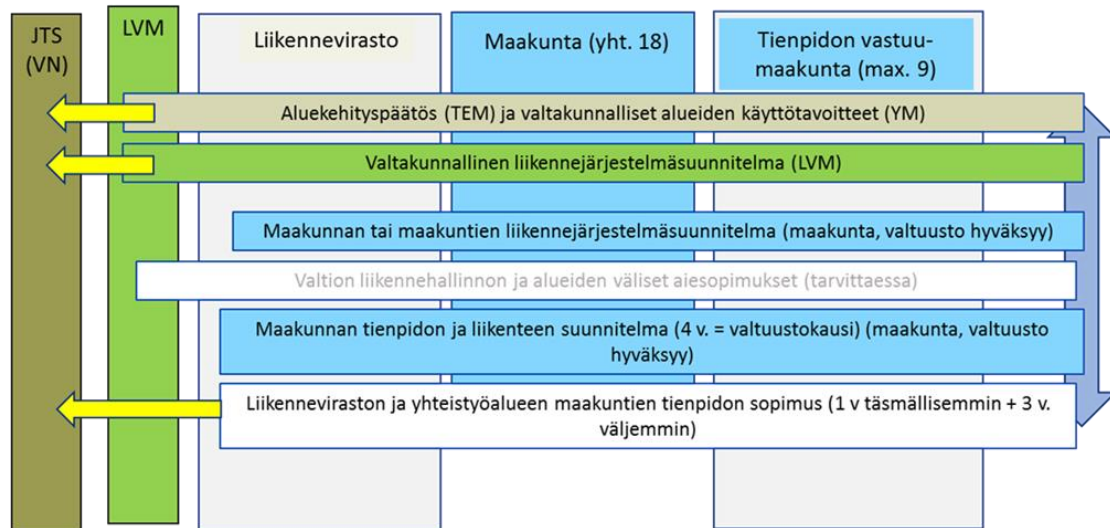 JTS
(VN)
LVM
Liikennevirasto
Maakunta (yht. 18)
Tienpidon vastuu-
maakunta (max. 9)
Aluekehityspäätös (TEM) ja valtakunnalliset alueiden käyttötavoitteet (YM)
Valtakunnallinen liikennejärjestelmäsuunnitelma (LVM)
Maakunnan tai maakuntien liikennejärjestelmäsuunnitelma (maakunta, valtuusto hyväksyy)
Valtion liikennehallinnon ja alueiden väliset aiesopimukset (tarvittaessa)
Maakunnan tienpidon ja liikenteen suunnitelma (4 v. = valtuustokausi) (maakunta, valtuusto
hyväksyy)
Liikenneviraston ja yhteistyöalueen maakuntien tienpidon sopimus (1 v täsmällisemmin + 3 v.
väljemmin)